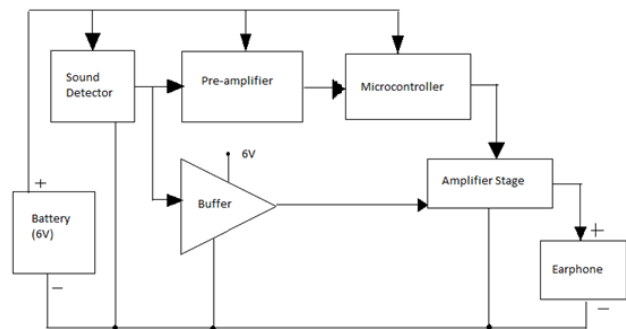 Sound
Detector
Pre-amplifier
Microcontroller
6V
Buffer
Amplifier Stage
+
Battery
(6V)
—
+
Earphone
—